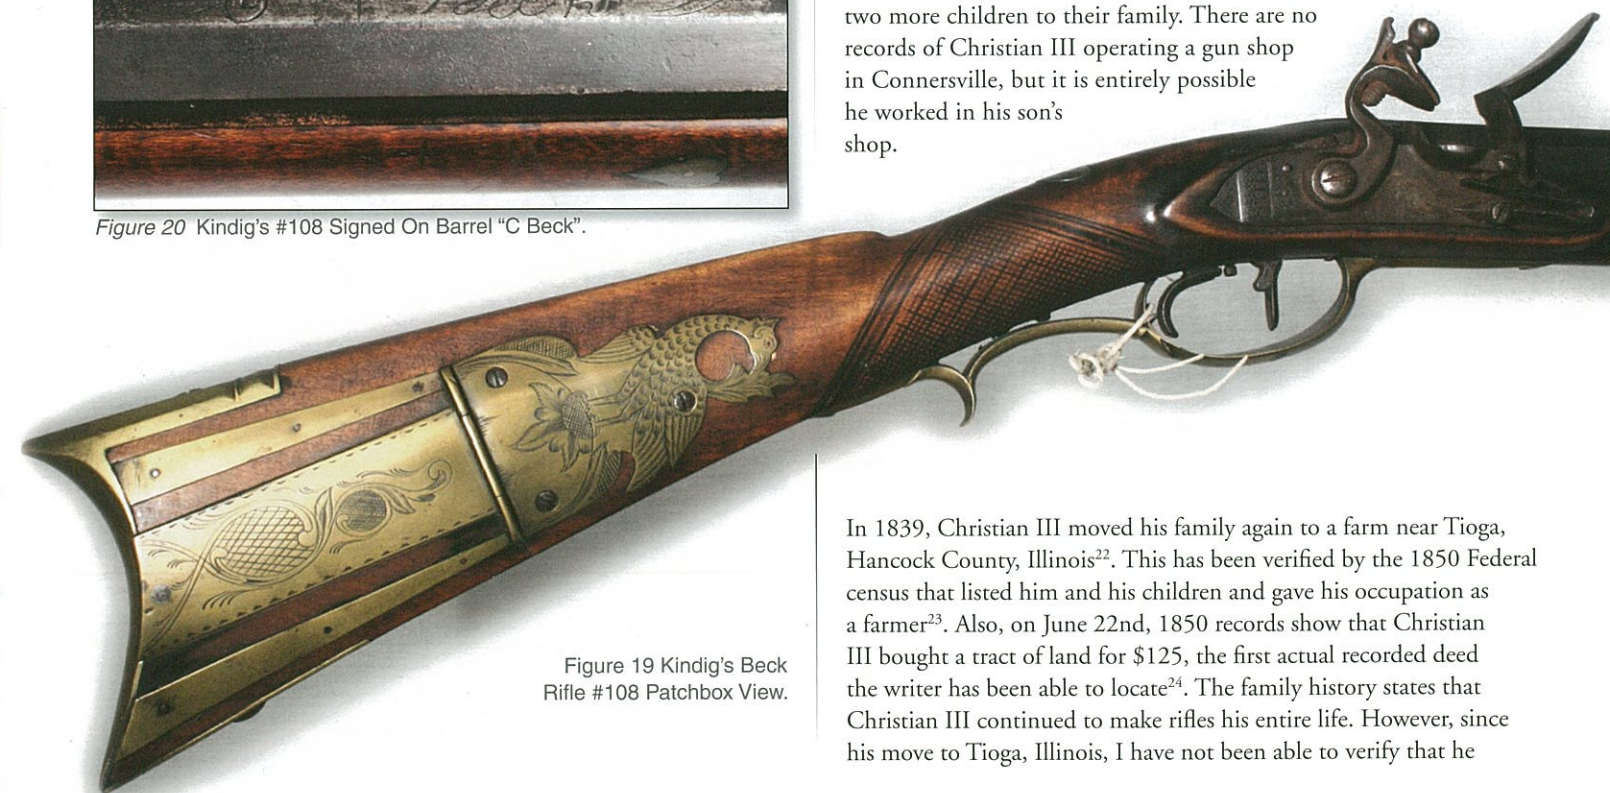 C Beck
Figure 20 Kindig's #108 Signed On Barrel “C Beck”.
two more children to their family. There are no
records of Christian III operating a gun shop
in Connersville, but it is entirely possible
he worked in his son’s
shop.
Figure 19 Kindig’s Beck
Rifle #108 Patchbox View.
In 1839, Christian III moved his family again to a farm near Tioga,
Hancock County, Illinois²². This has been verified by the 1850 Federal
census that listed him and his children and gave his occupation as
a farmer²³. Also, on June 22nd, 1850 records show that Christian
III bought a tract of land for $125, the first actual recorded deed
the writer has been able to locate²⁴. The family history states that
Christian III continued to make rifles his entire life. However, since
his move to Tioga, Illinois, I have not been able to verify that he